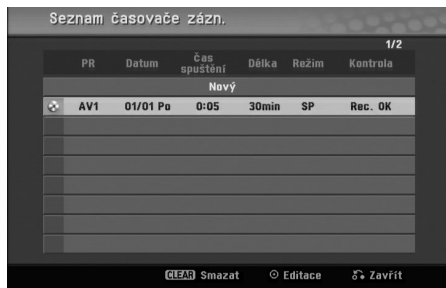 Seznam časovače zázn.
1/2
PR Datum čas spuštění Délka Režim Kontrola
Nový
AV1 01/01 Po 0:05 30min SP Rec. OK
CLEAR Smazat Editace Zavřít